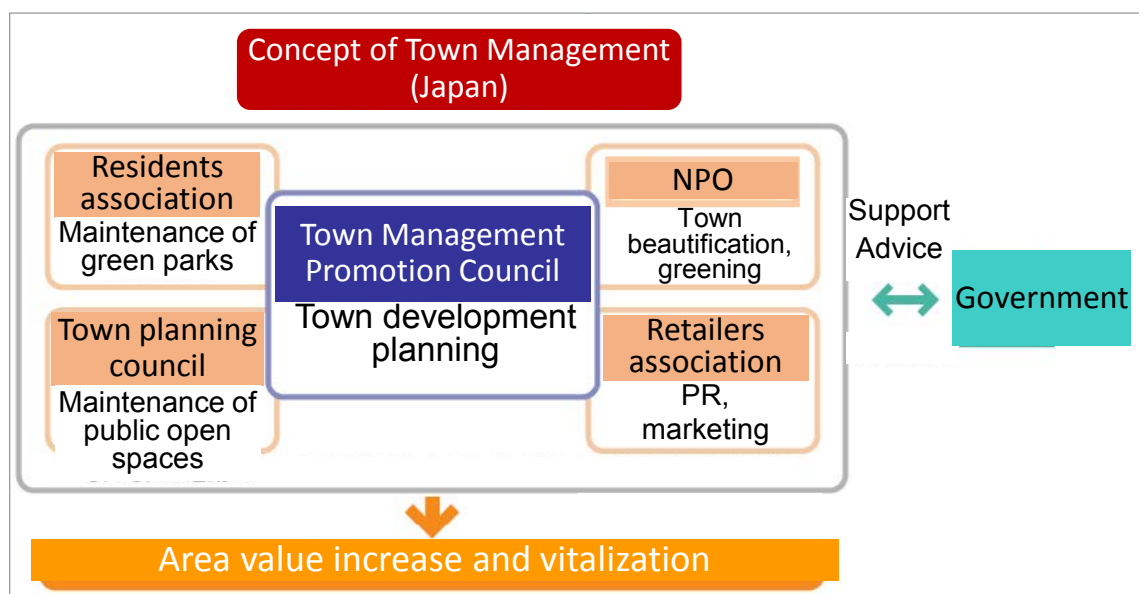 Concept of Town Management
(Japan)
Residents
association
Maintenance of
green parks
Town planning
council
Maintenance of
public open
spaces
Town Management
Promotion Council
Town development
planning
NPO
Town
beautification,
greening
Retailers
association
PR,
marketing
Support
Advice
Government
Area value increase and vitalization